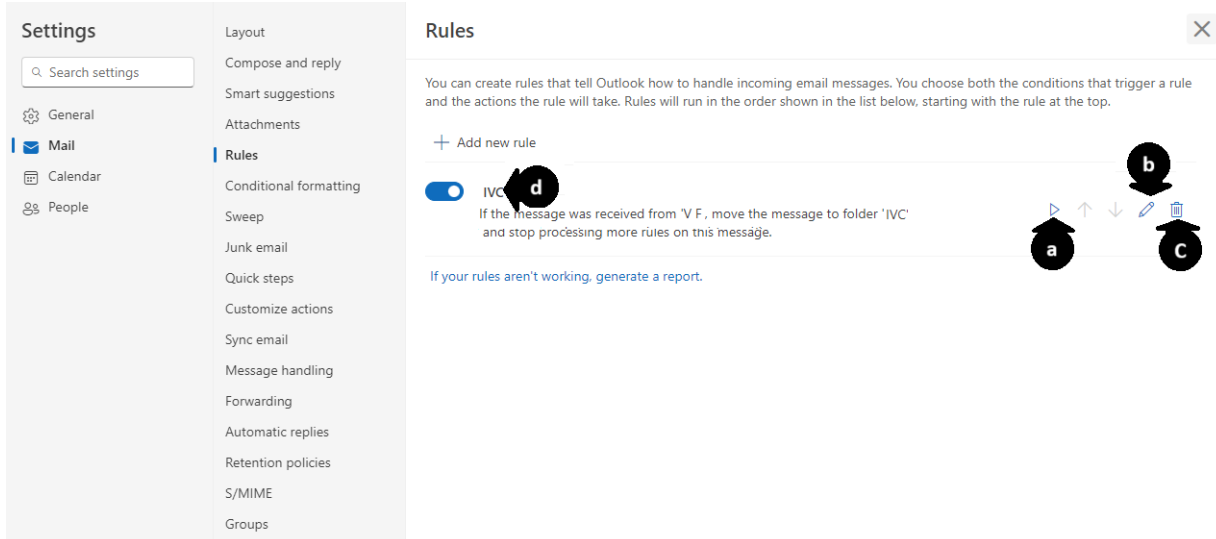 Settings
Search settings
General
Mail
Calendar
People
Layout
Compose and reply
Smart suggestions
Attachments
Rules
Conditional formatting
Sweep
Junk email
Quick steps
Customize actions
Sync email
Message handling
Forwarding
Automatic replies
Retention policies
S/MIME
Groups
Rules
You can create rules that tell Outlook how to handle incoming email messages. You choose both the conditions that trigger a rule
and the actions the rule will take. Rules will run in the order shown in the list below, starting with the rule at the top.
Add new rule
b
IVC d
If the message was received from 'V F , move the message to folder 'IVC'
and stop processing more rules on this message.
a
C
If your rules aren't working, generate a report.